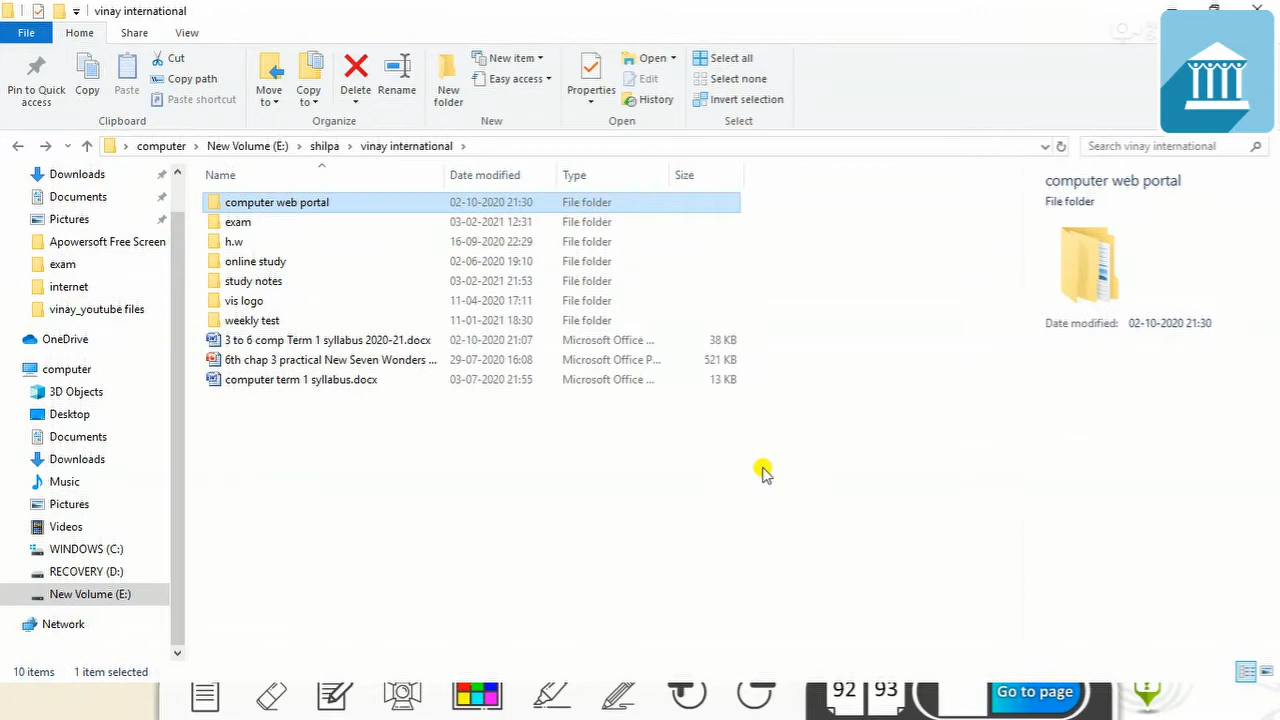 vinay international
File Home Share View
Pin to Quick access
Copy
Paste
Cut
Copy path
Paste shortcut
Move to
Copy to
Delete
Rename
New folder
New item
Easy access
Properties
Open
Edit
History
Select all
Select none
Invert selection
Clipboard Organize New Open Select
computer New Volume (E:) shilpa vinay international
Search vinay international
Downloads
Documents
Pictures
Apowersoft Free Screen
exam
internet
vinay_youtube files
OneDrive
computer
3D Objects
Desktop
Documents
Downloads
Music
Pictures
Videos
WINDOWS (C:)
RECOVERY (D:)
New Volume (E:)
Network
Name Date modified Type Size
computer web portal 02-10-2020 21:30 File folder
exam 03-02-2021 12:31 File folder
h.w 16-09-2020 22:29 File folder
online study 02-06-2020 19:10 File folder
study notes 03-02-2021 21:53 File folder
vis logo 11-04-2020 17:11 File folder
weekly test 11-01-2021 18:30 File folder
3 to 6 comp Term 1 syllabus 2020-21.docx 02-10-2020 21:07 Microsoft Office ... 38 KB
6th chap 3 practical New Seven Wonders ... 29-07-2020 16:08 Microsoft Office P... 521 KB
computer term 1 syllabus.docx 03-07-2020 21:55 Microsoft Office ... 13 KB
computer web portal
File folder
Date modified: 02-10-2020 21:30
10 items 1 item selected
92 93
Go to page